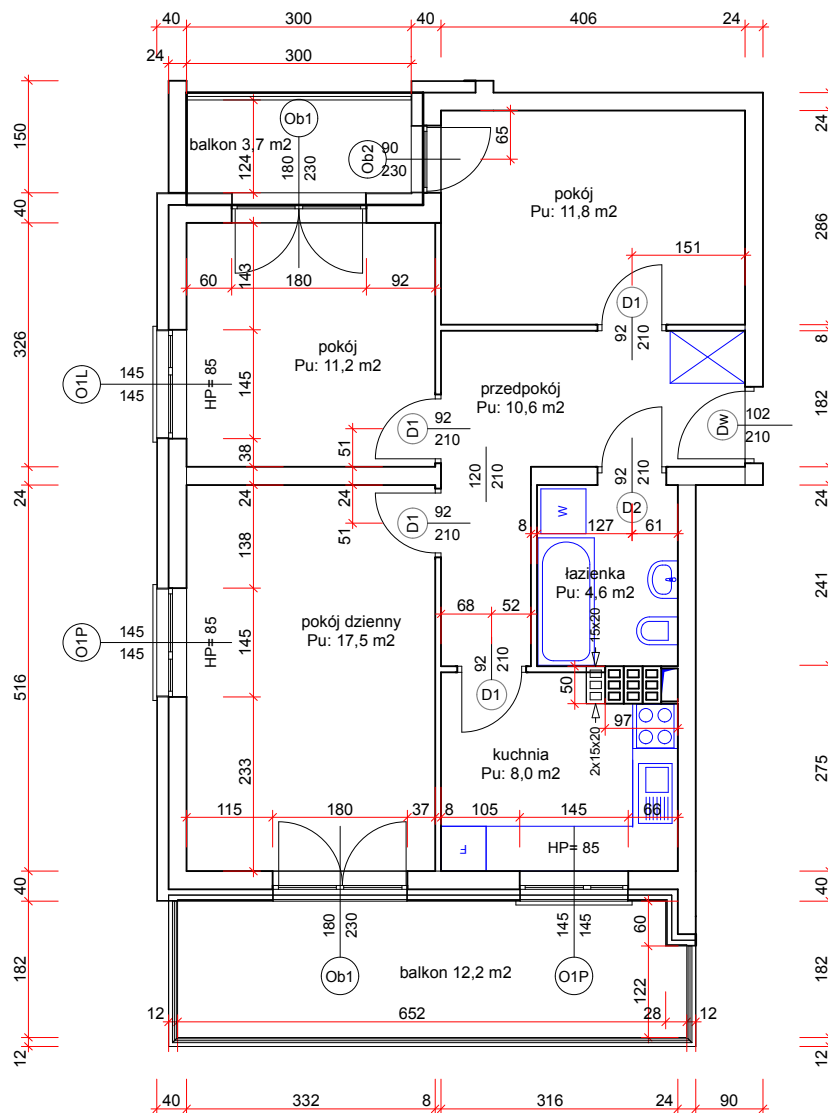 40 300 40 406 24
24 300
150
40
326
24
516
40
182
12
24
286
8
182
24
241
275
40
182
12
balkon 3,7 m2
Ob1
180
230
124
Ob2
90
230
65
pokój
Pu: 11,8 m2
151
D1
92
210
143
60 180 92
pokój
Pu: 11,2 m2
O1L
145
145
HP= 85
145
38
51
D1
92
210
przedpokój
Pu: 10,6 m2
Dw
102
210
120
210
92
210
D2
24
24
51
D1
92
210
138
W
8 127 61
łazienka
Pu: 4,6 m2
15x20
O1P
145
145
HP= 85
145
pokój dzienny
Pu: 17,5 m2
68 52
92
210
D1
50
97
2x15x20
kuchnia
Pu: 8,0 m2
233
115 180 37 8 105 145 66
F
HP= 85
180
230
Ob1
145
145
O1P
60
balkon 12,2 m2
122
12 652 28 12
40 332 8 316 24 90